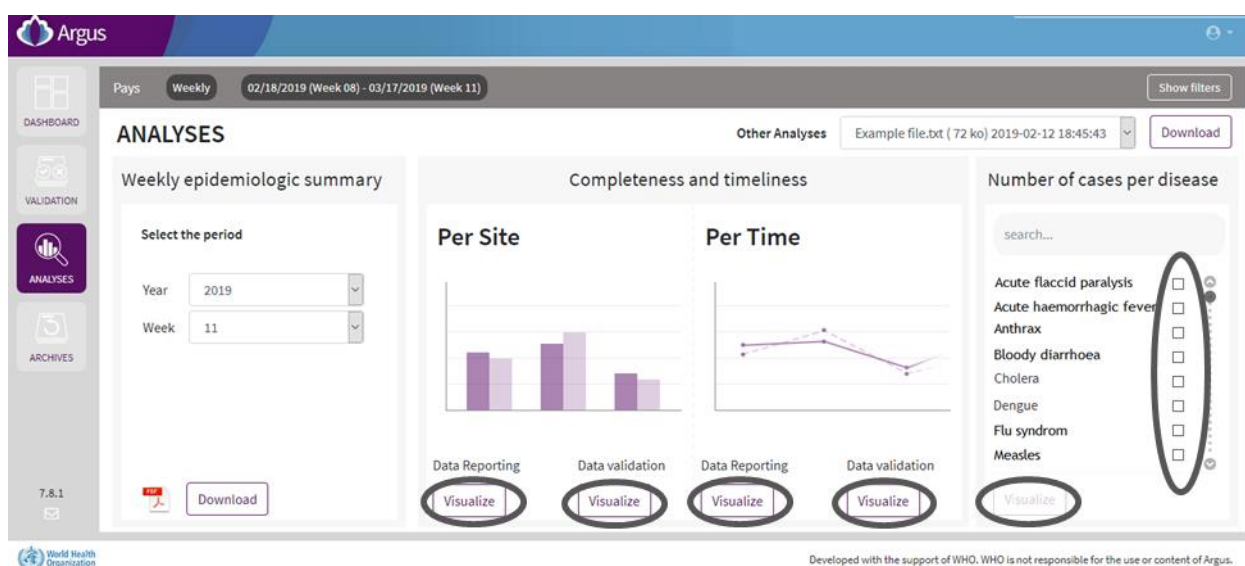 Argus
Pays Weekly 02/18/2019 (Week 08) - 03/17/2019 (Week 11) Show filters
DASHBOARD
VALIDATION
ANALYSES
ARCHIVES
7.8.1
ANALYSES
Other Analyses Example file.txt ( 72 ko) 2019-02-12 18:45:43 Download
Weekly epidemiologic summary
Select the period
Year 2019
Week 11
PDF
Download
Completeness and timeliness
Per Site
Per Time
Data Reporting Data validation Data Reporting Data validation
Visualize Visualize Visualize Visualize
Number of cases per disease
search...
Acute flaccid paralysis
Acute haemorrhagic fever
Anthrax
Bloody diarrhoea
Cholera
Dengue
Flu syndrom
Measles
Visualize
World Health
Organization
Developed with the support of WHO. WHO is not responsible for the use or content of Argus.